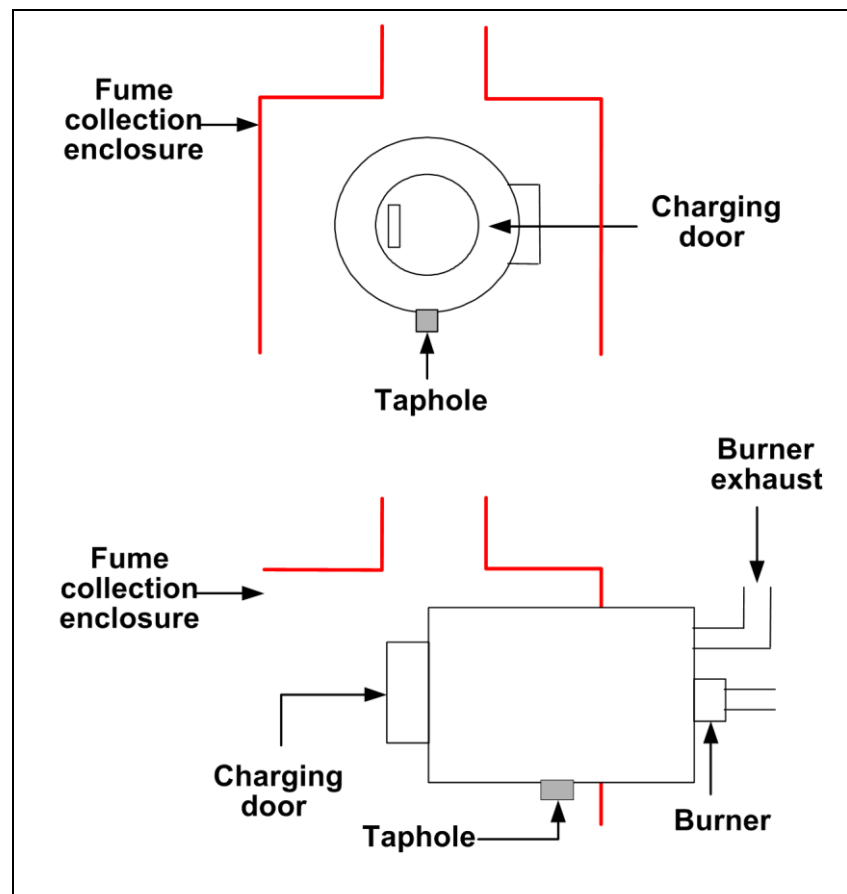 Fume
collection
enclosure
Charging
door
Taphole
Burner
exhaust
Fume
collection
enclosure
Charging
door
Taphole
Burner